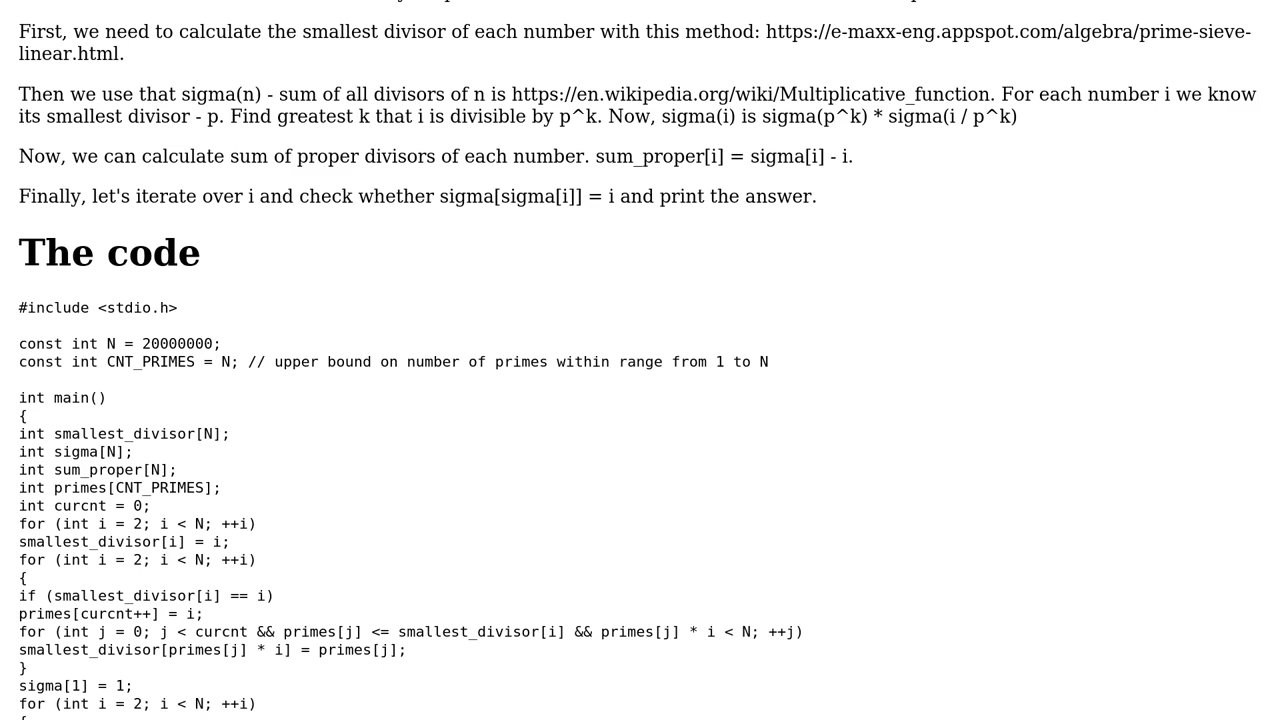 First, we need to calculate the smallest divisor of each number with this method: https://e-maxx-eng.appspot.com/algebra/prime-sieve-
linear.html.
Then we use that sigma(n) - sum of all divisors of n is https://en.wikipedia.org/wiki/Multiplicative_function. For each number i we know
its smallest divisor - p. Find greatest k that i is divisible by p^k. Now, sigma(i) is sigma(p^k) * sigma(i / p^k)
Now, we can calculate sum of proper divisors of each number. sum_proper[i] = sigma[i] - i.
Finally, let's iterate over i and check whether sigma[sigma[i]] = i and print the answer.
The code
#include <stdio.h>
const int N = 20000000;
const int CNT_PRIMES = N; // upper bound on number of primes within range from 1 to N
int main()
{
int smallest_divisor[N];
int sigma[N];
int sum_proper[N];
int primes[CNT_PRIMES];
int curcnt = 0;
for (int i = 2; i < N; ++i)
smallest_divisor[i] = i;
for (int i = 2; i < N; ++i)
{
if (smallest_divisor[i] == i)
primes[curcnt++] = i;
for (int j = 0; j < curcnt && primes[j] <= smallest_divisor[i] && primes[j] * i < N; ++j)
smallest_divisor[primes[j] * i] = primes[j];
}
sigma[1] = 1;
for (int i = 2; i < N; ++i)
{